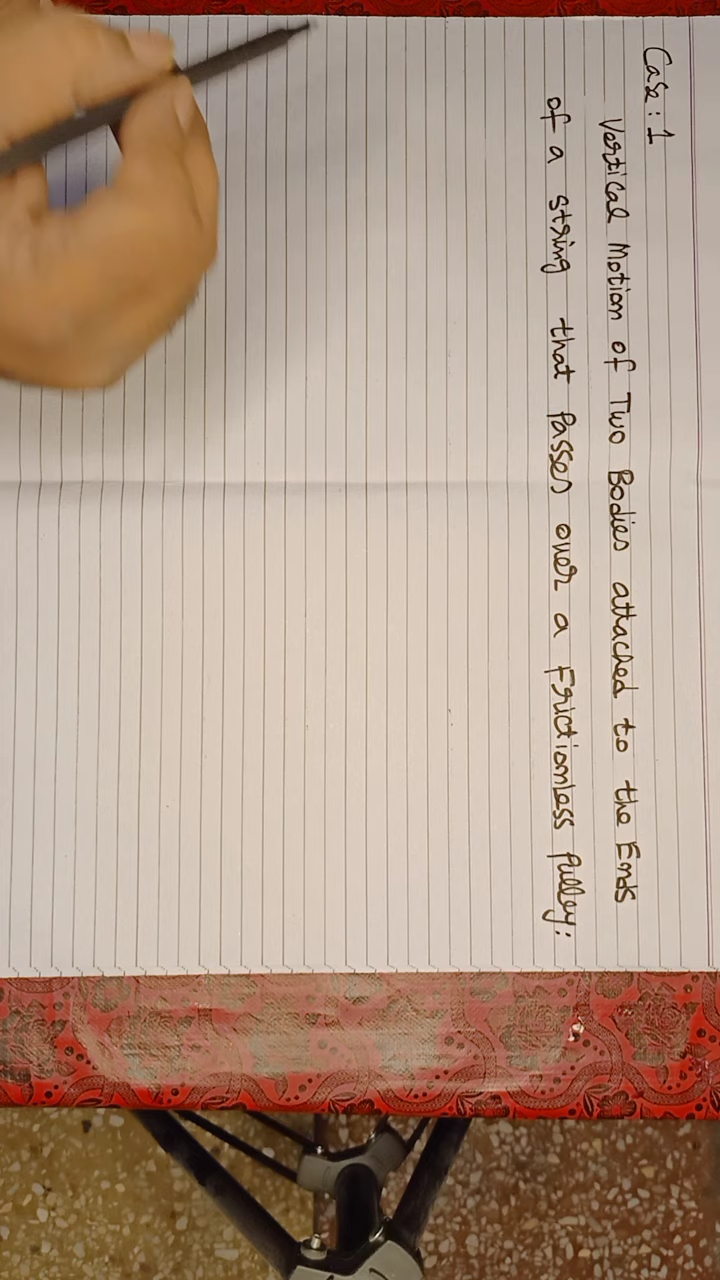 Case : 1
Vertical Motion of Two Bodies attached to the Ends
of a string that Passes over a Frictionless Pulley: